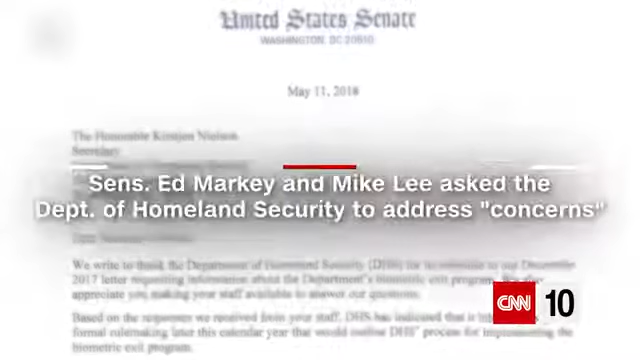 United States Senate
WASHINGTON, DC 20510
May 11, 2018
The Honorable Kirstjen Nielsen
Secretary
Sens. Ed Markey and Mike Lee asked the
Dept. of Homeland Security to address "concerns"
We write to thank the Department of Homeland Security (DHS) for its response to our December
2017 letter requesting information about the Department's biometric exit program. We also
appreciate you making your staff available to answer our questions.
Based on the responses we received from your staff, DHS has indicated that it
formal rulemaking later this calendar year that would outline DHS' process for implementing the
biometric exit program.
CNN 10